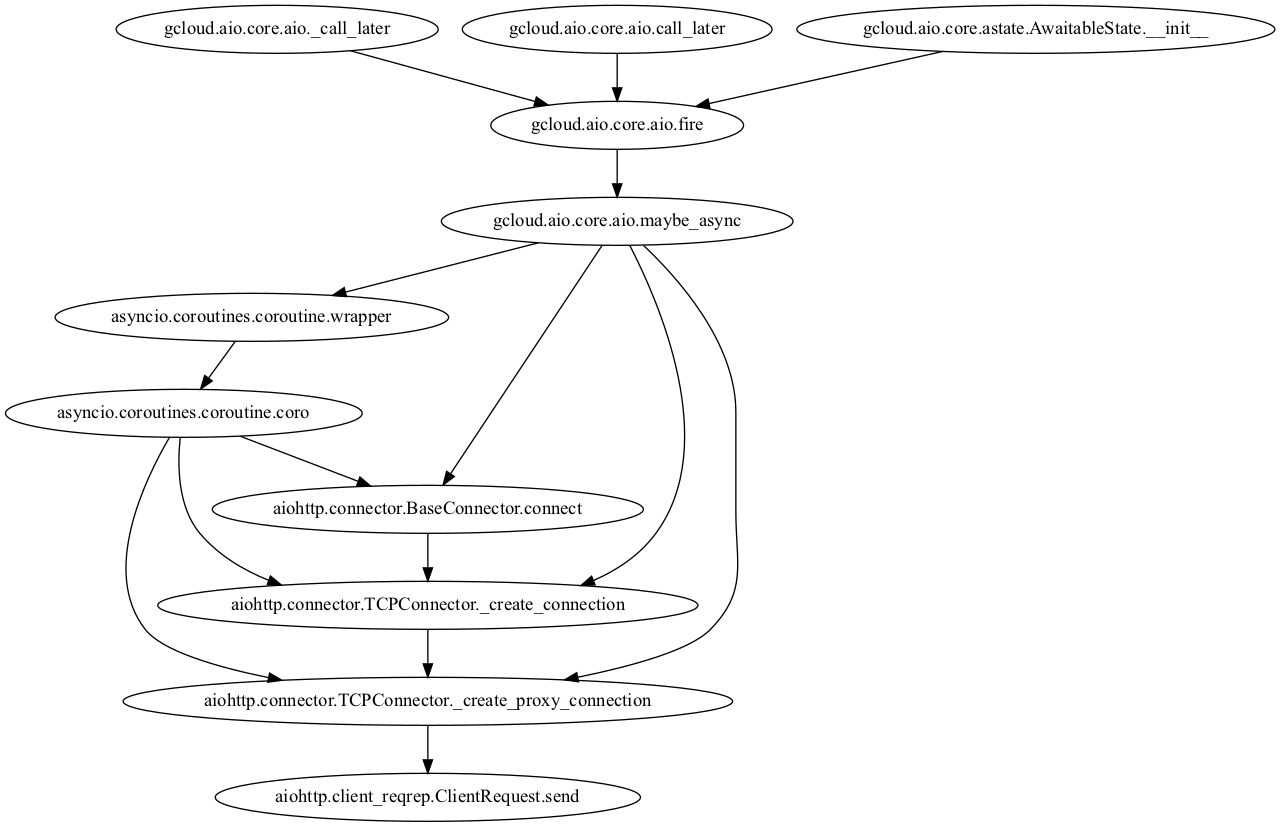 gcloud.aio.core.aio._call_later
gcloud.aio.core.aio.call_later
gcloud.aio.core.astate.AwaitableState.__init__
gcloud.aio.core.aio.fire
gcloud.aio.core.aio.maybe_async
asyncio.coroutines.coroutine.wrapper
asyncio.coroutines.coroutine.coro
aiohttp.connector.BaseConnector.connect
aiohttp.connector.TCPConnector._create_connection
aiohttp.connector.TCPConnector._create_proxy_connection
aiohttp.client_reqrep.ClientRequest.send